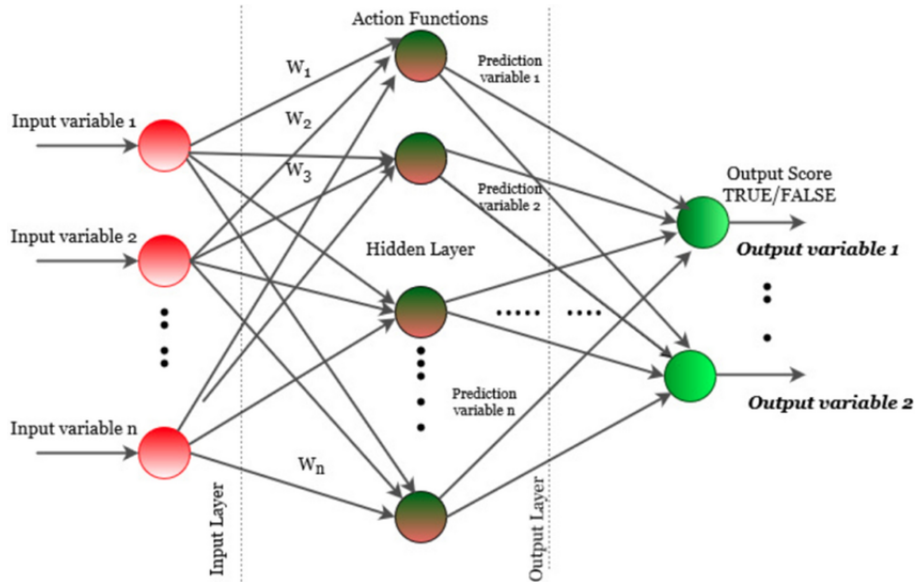 Action Functions
W1
Prediction
variable 1
Input variable 1
W2
W3
Output Score
TRUE/FALSE
Prediction
variable 2
Input variable 2
Hidden Layer
Output variable 1
Prediction
variable n
Output variable 2
Input variable n
Wn
Input Layer
Output Layer